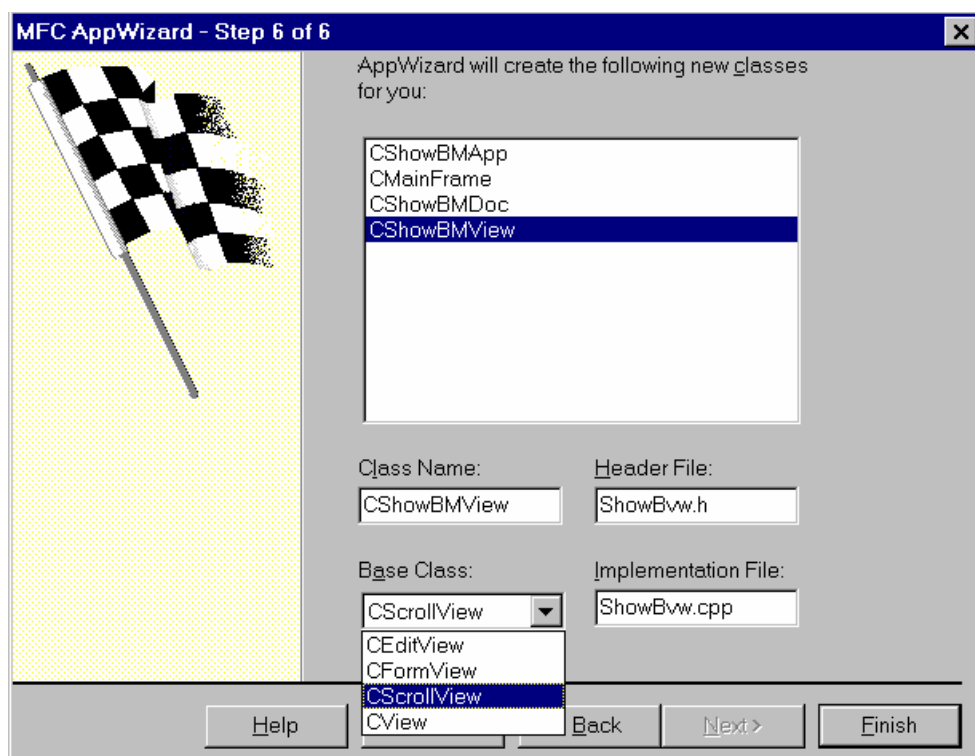 MFC AppWizard - Step 6 of 6
AppWizard will create the following new classes
for you:
CShowBMApp
CMainFrame
CShowBMDoc
CShowBMView
Class Name:
Header File:
CShowBMView
ShowBvw.h
Base Class:
Implementation File:
CScrollView
ShowBvw.cpp
CEditView
CFormView
CScrollView
CView
Help
Back
Next >
Finish